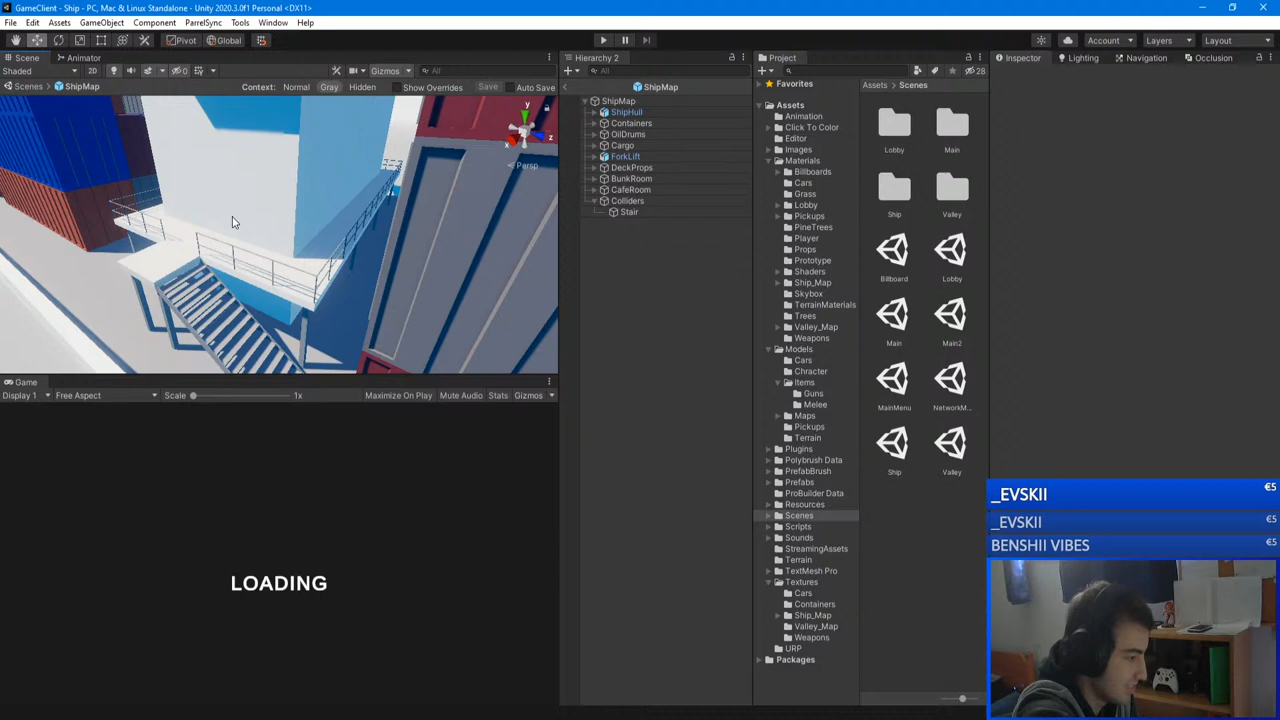 GameClient - Ship - PC, Mac & Linux Standalone - Unity 2020.3.0f1 Personal <DX11>
File Edit Assets GameObject Component ParrelSync Tools Window Help
Pivot Global Account Layers Layout
Scene Animator
Shaded 2D 0 Gizmos All
Scenes ShipMap Context: Normal Gray Hidden Show Overrides Save Auto Save
y
x
z
Persp
Game
Display 1 Free Aspect Scale 1x Maximize On Play Mute Audio Stats Gizmos
LOADING
Hierarchy 2
All
ShipMap
ShipMap
ShipHull
Containers
OilDrums
Cargo
ForkLift
DeckProps
BunkRoom
CafeRoom
Colliders
Stair
Project
28
Favorites
Assets
Animation
Click To Color
Editor
Images
Materials
Billboards
Cars
Grass
Lobby
Pickups
PineTrees
Player
Props
Prototype
Shaders
Ship_Map
Skybox
TerrainMaterials
Trees
Valley_Map
Weapons
Models
Cars
Chracter
Items
Guns
Melee
Maps
Pickups
Terrain
Plugins
Polybrush Data
PrefabBrush
Prefabs
ProBuilder Data
Resources
Scenes
Scripts
Sounds
StreamingAssets
Terrain
TextMesh Pro
Textures
Cars
Containers
Ship_Map
Valley_Map
Weapons
URP
Packages
Assets Scenes
Lobby Main
Ship Valley
Billboard Lobby
Main Main2
MainMenu NetworkM...
Ship Valley
Inspector Lighting Navigation Occlusion
_EVSKII €5
_EVSKII €5
BENSHII VIBES €5